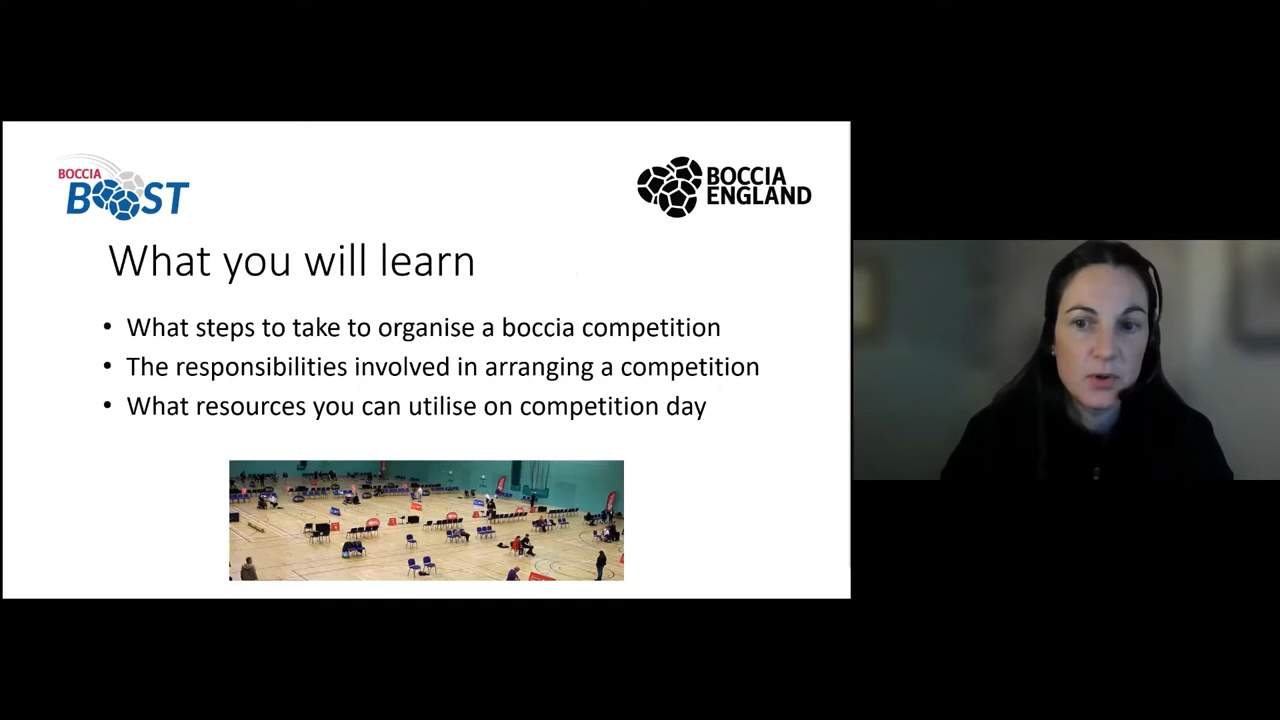 BOCCIA
BOOST
BOCCIA
ENGLAND
What you will learn
• What steps to take to organise a boccia competition
• The responsibilities involved in arranging a competition
• What resources you can utilise on competition day